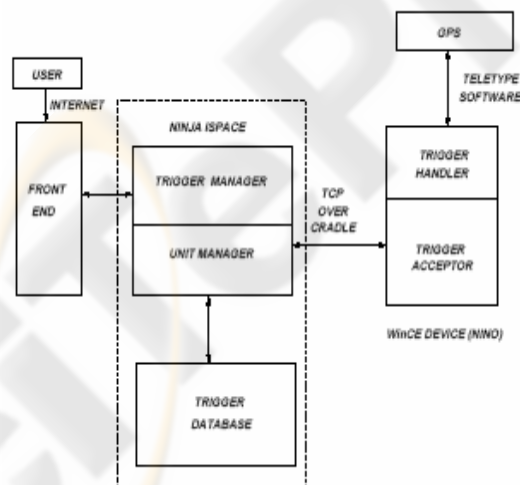 GPS
USER
TELETYPE
SOFTWARE
INTERNET
NINJA ISPACE
FRONT
END
TRIGGER MANAGER
UNIT MANAGER
TCP
OVER
CRADLE
TRIGGER
HANDLER
TRIGGER
ACCEPTOR
WinCE DEVICE (NINO)
TRIGGER
DATABASE